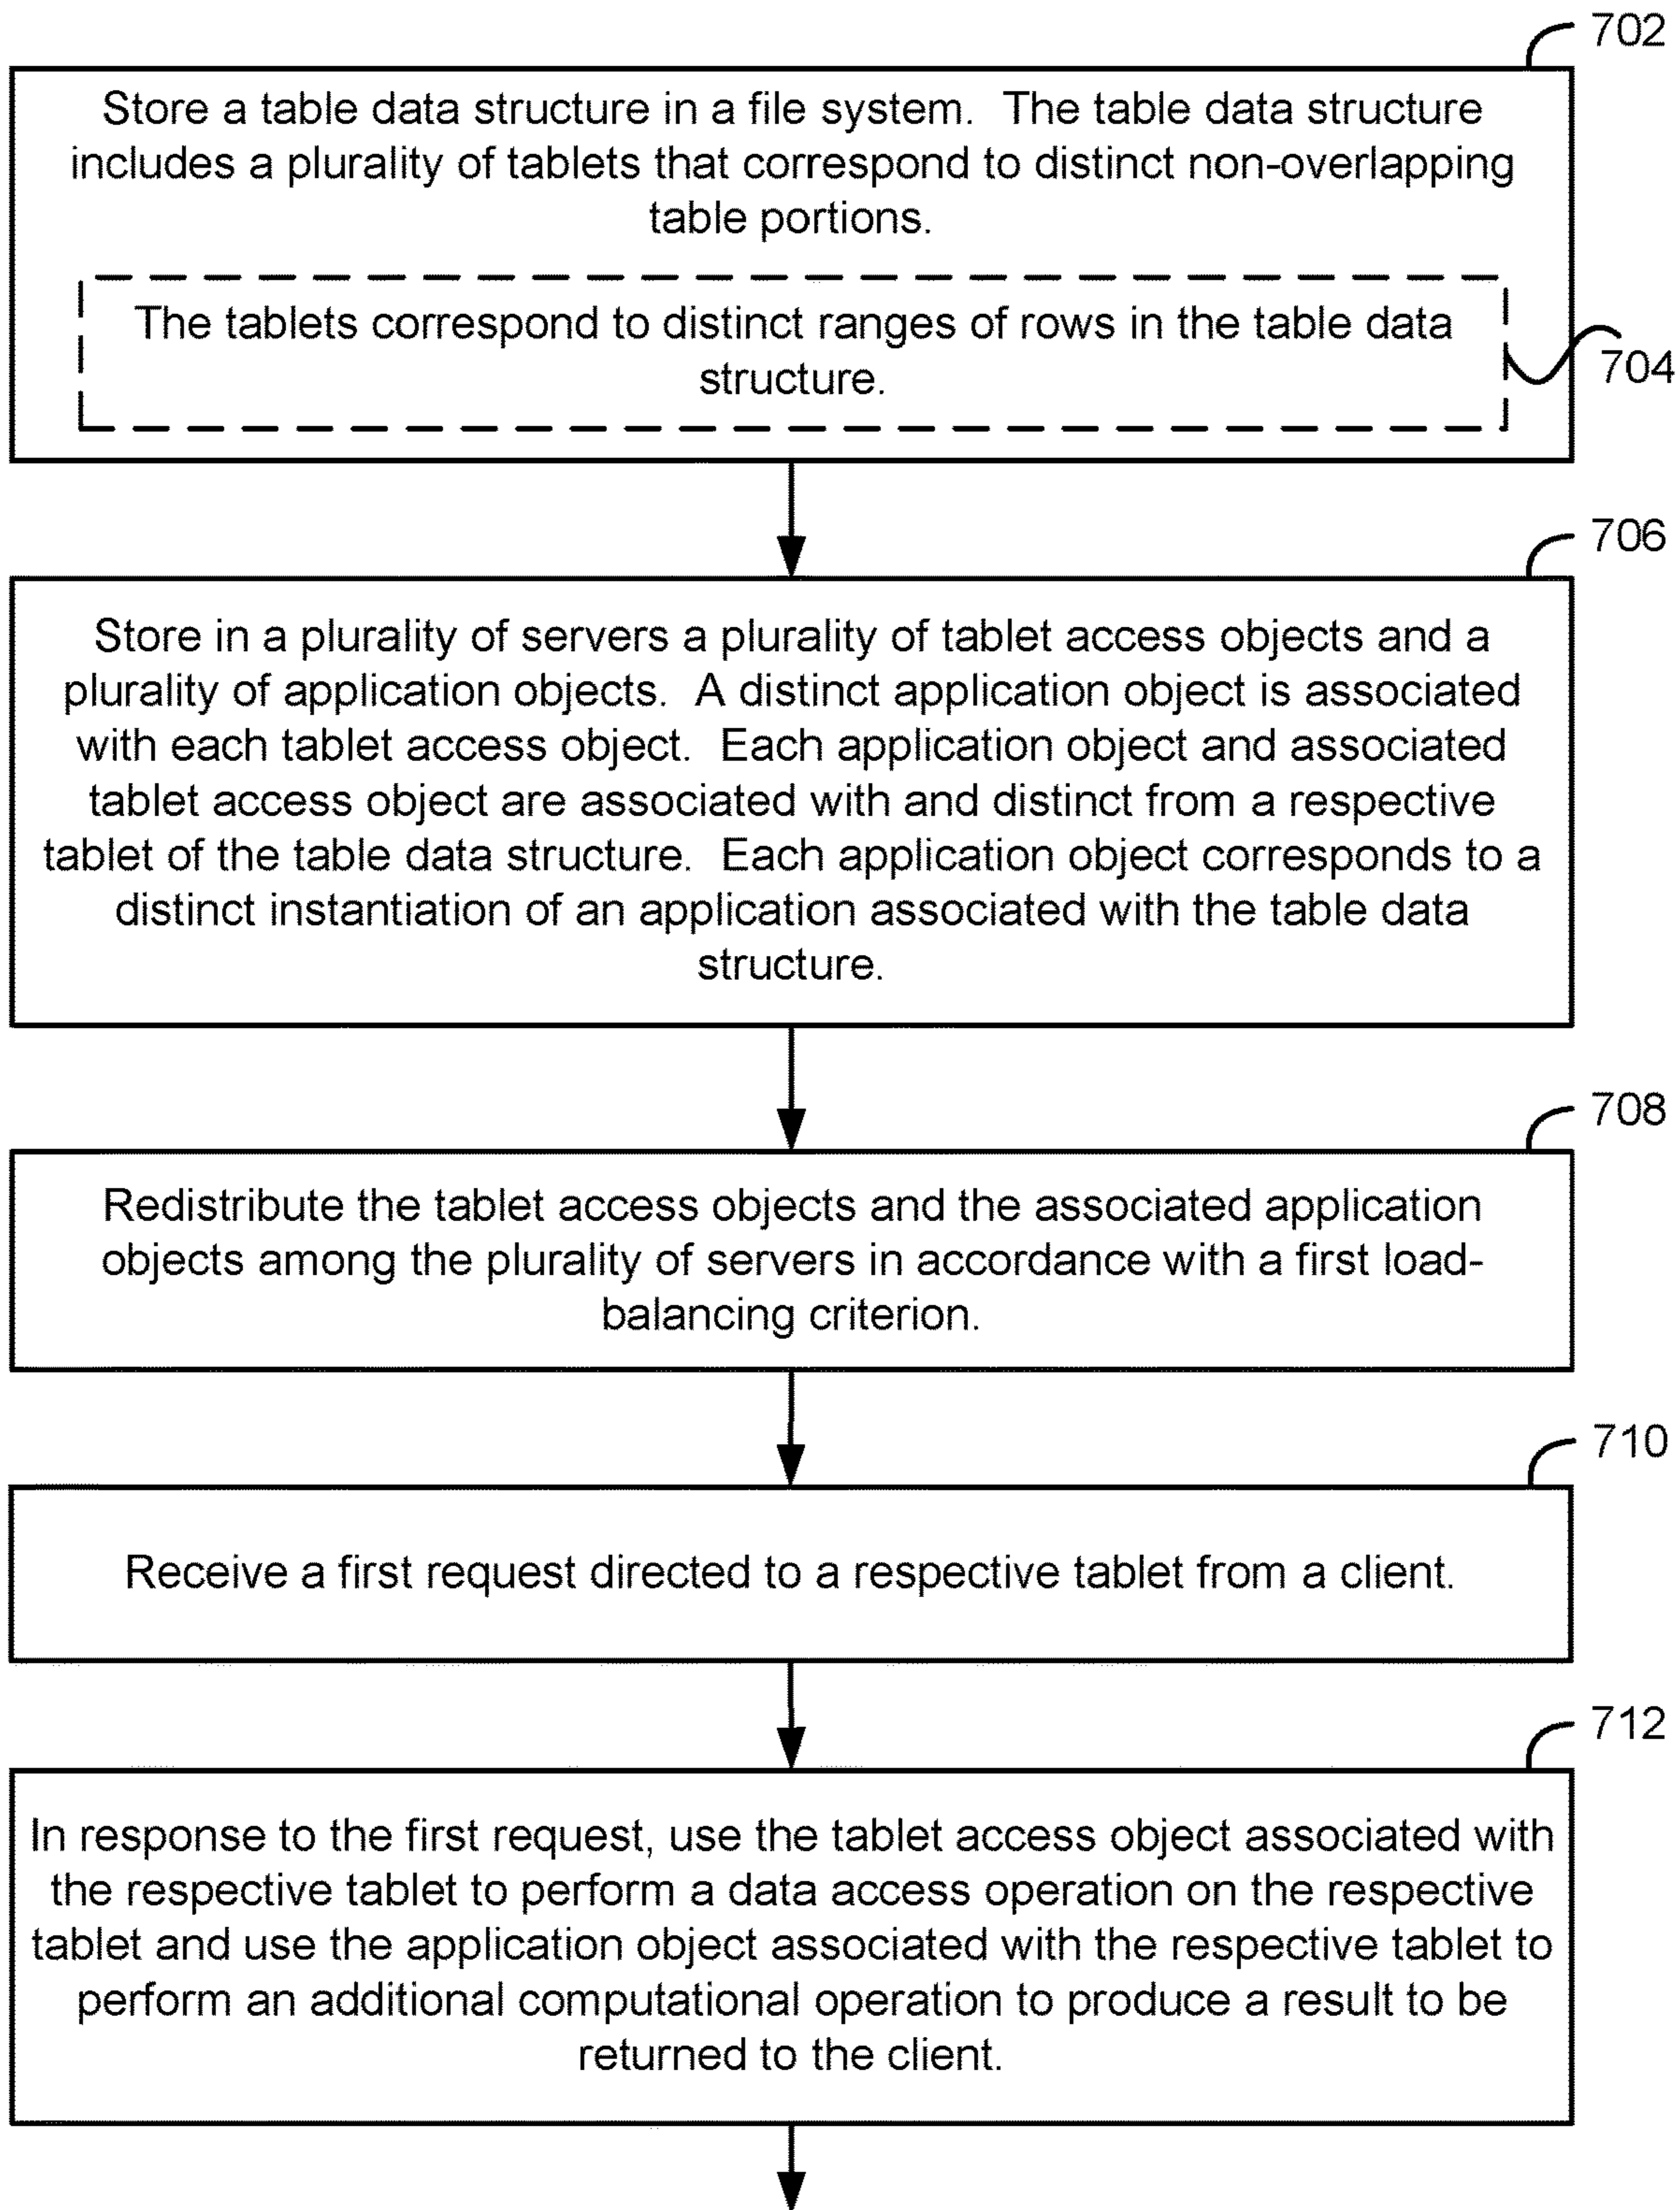 702
Store a table data structure in a file system.  The table data structure
includes a plurality of tablets that correspond to distinct non-overlapping
table portions.
The tablets correspond to distinct ranges of rows in the table data
structure.
704
706
Store in a plurality of servers a plurality of tablet access objects and a
plurality of application objects.  A distinct application object is associated
with each tablet access object.  Each application object and associated
tablet access object are associated with and distinct from a respective
tablet of the table data structure.  Each application object corresponds to a
distinct instantiation of an application associated with the table data
structure.
708
Redistribute the tablet access objects and the associated application
objects among the plurality of servers in accordance with a first load-
balancing criterion.
710
Receive a first request directed to a respective tablet from a client.
712
In response to the first request, use the tablet access object associated with
the respective tablet to perform a data access operation on the respective
tablet and use the application object associated with the respective tablet to
perform an additional computational operation to produce a result to be
returned to the client.